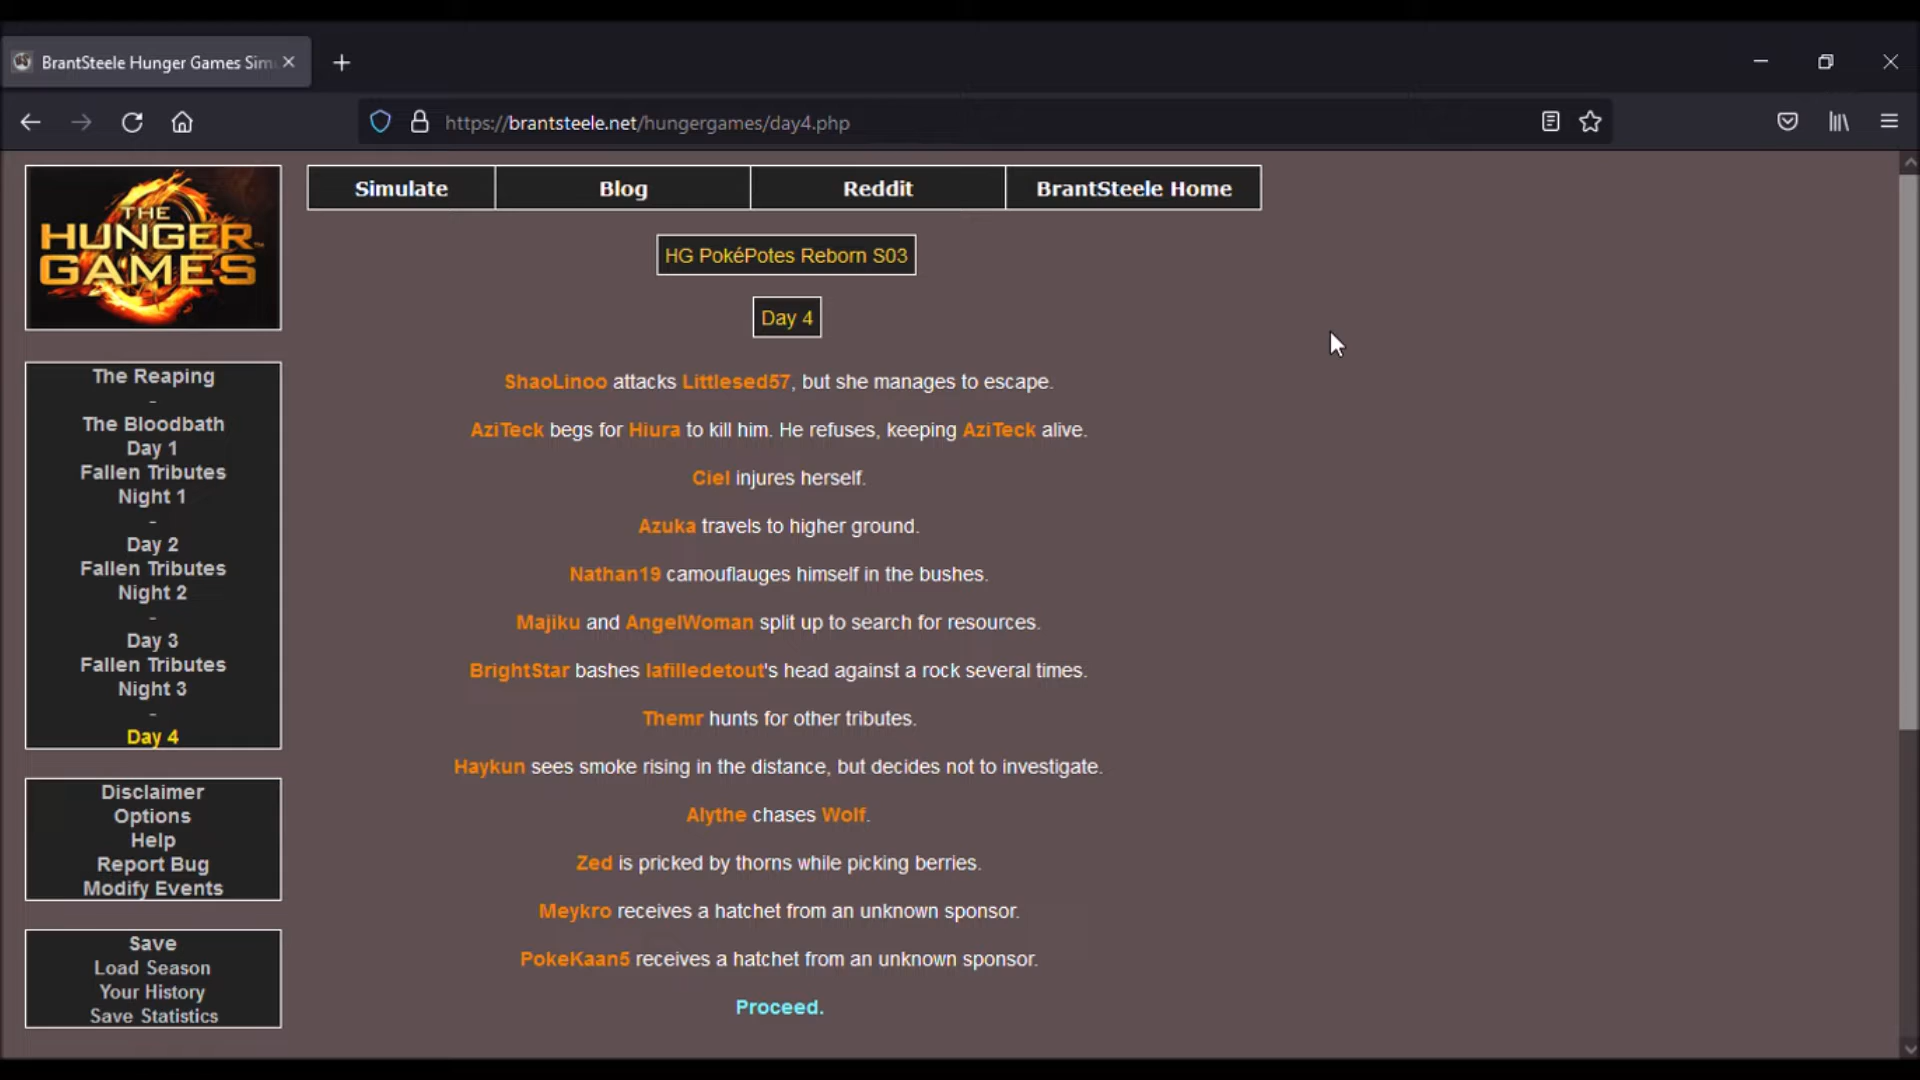 BrantSteele Hunger Games Sim
https://brantsteele.net/hungergames/day4.php
THE
HUNGER
GAMES
Simulate
Blog
Reddit
BrantSteele Home
HG PokéPotes Reborn S03
Day 4
ShaoLinoo attacks Littlesed57, but she manages to escape.
AziTeck begs for Hiura to kill him. He refuses, keeping AziTeck alive.
Ciel injures herself.
Azuka travels to higher ground.
Nathan19 camouflauges himself in the bushes.
Majiku and AngelWoman split up to search for resources.
BrightStar bashes lafilledetout's head against a rock several times.
Themr hunts for other tributes.
Haykun sees smoke rising in the distance, but decides not to investigate.
Alythe chases Wolf.
Zed is pricked by thorns while picking berries.
Meykro receives a hatchet from an unknown sponsor.
PokeKaan5 receives a hatchet from an unknown sponsor.
Proceed.
The Reaping
-
The Bloodbath
Day 1
Fallen Tributes
Night 1
-
Day 2
Fallen Tributes
Night 2
-
Day 3
Fallen Tributes
Night 3
-
Day 4
Disclaimer
Options
Help
Report Bug
Modify Events
Save
Load Season
Your History
Save Statistics